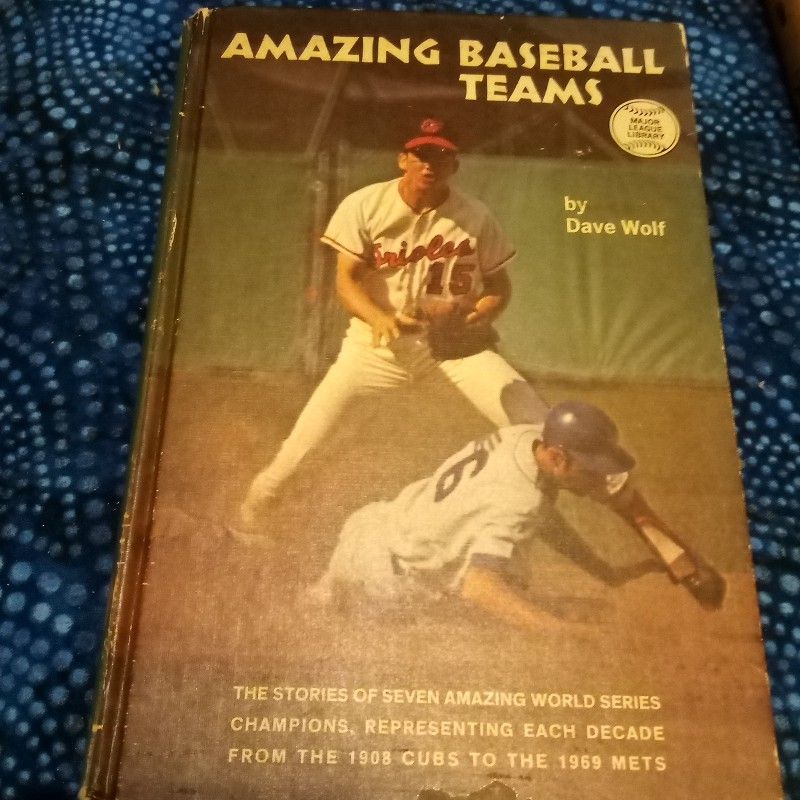 AMAZING BASEBALL
TEAMS
MAJOR
LEAGUE
LIBRARY
by
Dave Wolf
Orioles
15
9
THE STORIES OF SEVEN AMAZING WORLD SERIES
CHAMPIONS, REPRESENTING EACH DECADE
FROM THE 1908 CUBS TO THE 1969 METS